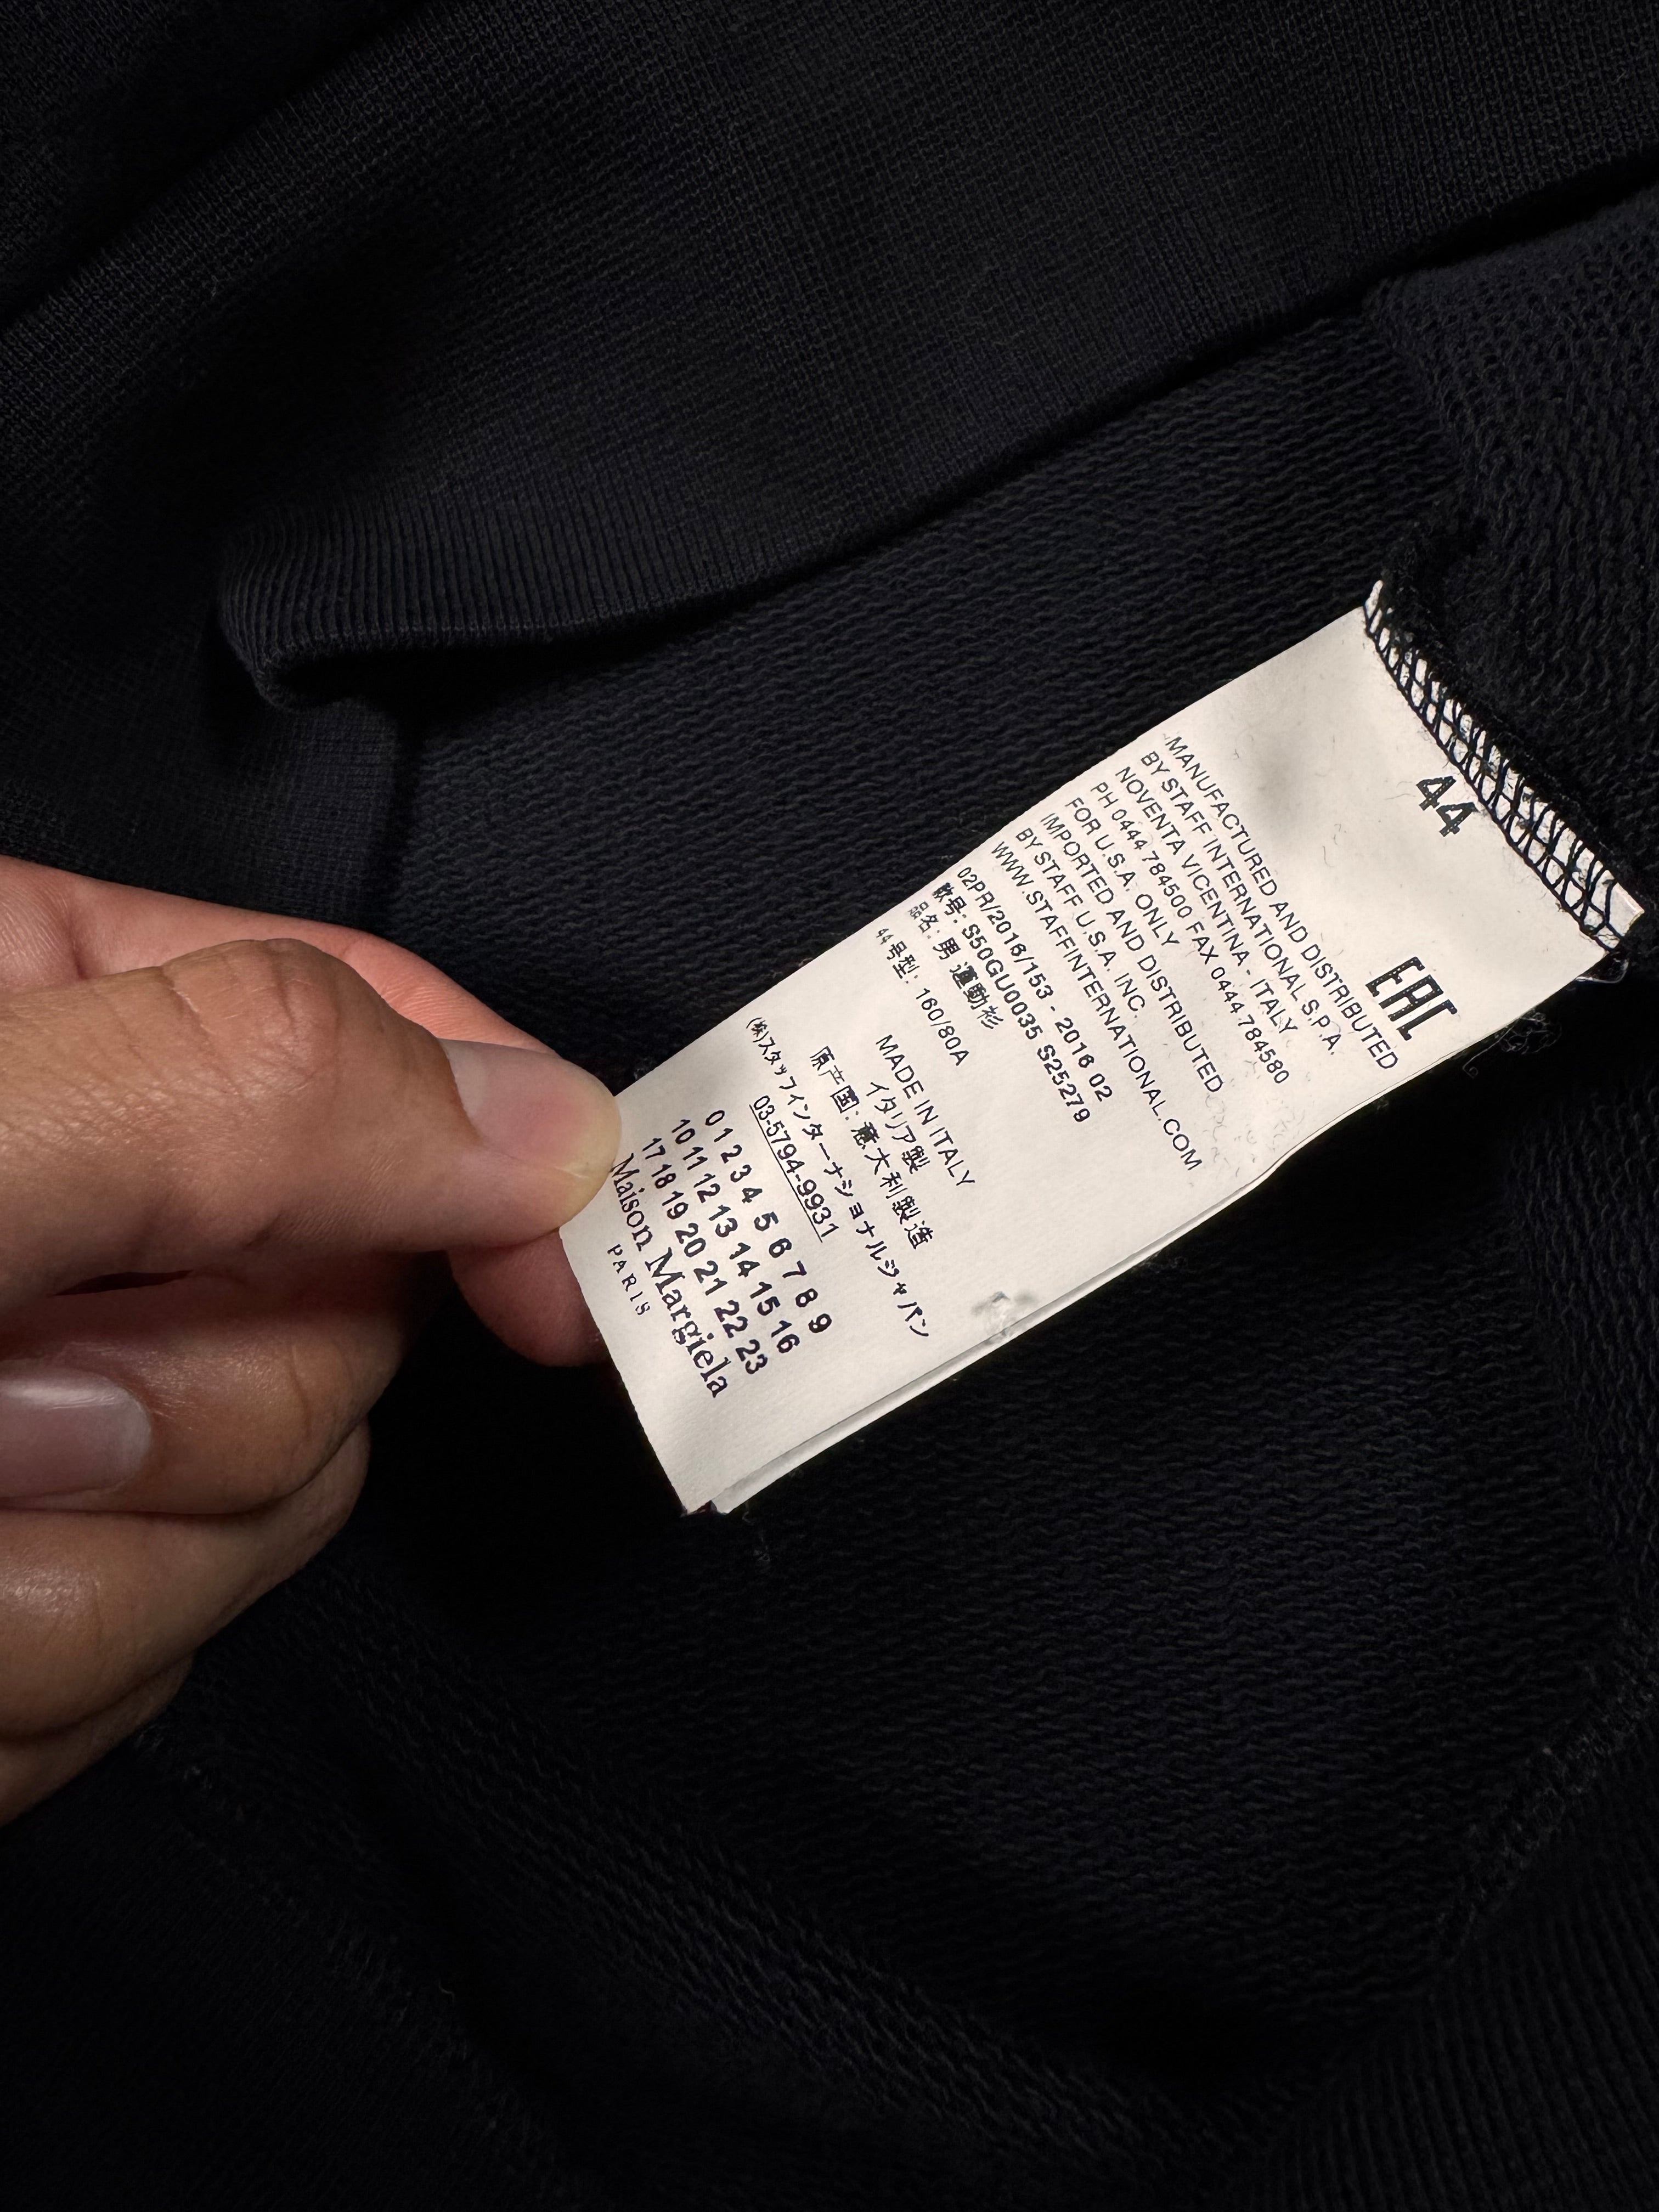 44
EAC
MANUFACTURED AND DISTRIBUTED
BY STAFF INTERNATIONAL S.P.A.
NOVENTA VICENTINA - ITALY
PH 0444 784500 FAX 0444 784580
FOR U.S.A. ONLY
IMPORTED AND DISTRIBUTED
BY STAFF U.S.A. INC.
WWW.STAFFINTERNATIONAL.COM
02PR/2016/153 - 2016 02
款号: S50GU0035 S25279
品名: 男 運動衫
44 号型: 160/80A
MADE IN ITALY
イタリア製
原产国: 意大利製造
(株)スタッフインターナショナルジャパン
03-5794-9931
0 1 2 3 4 5 6 7 8 9
10 11 12 13 14 15 16
17 18 19 20 21 22 23
Maison Margiela
PARIS